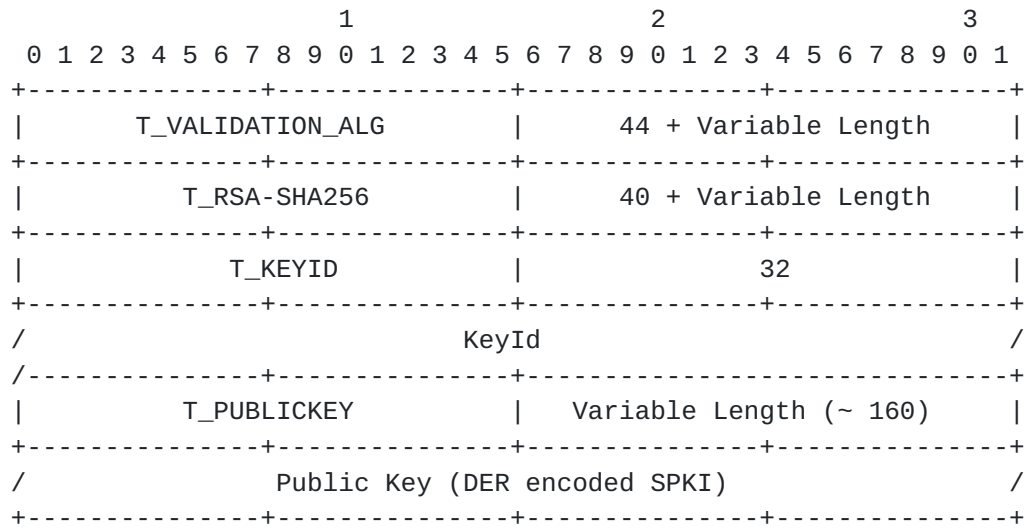 1                   2                   3
 0 1 2 3 4 5 6 7 8 9 0 1 2 3 4 5 6 7 8 9 0 1 2 3 4 5 6 7 8 9 0 1
+---------------+---------------+---------------+---------------+
|       T_VALIDATION_ALG        |      44 + Variable Length     |
+---------------+---------------+---------------+---------------+
|          T_RSA-SHA256         |      40 + Variable Length     |
+---------------+---------------+---------------+---------------+
|             T_KEYID           |               32              |
+---------------+---------------+---------------+---------------+
/                            KeyId                              /
/---------------+---------------+-------------------------------+
|          T_PUBLICKEY          |   Variable Length (~ 160)     |
+---------------+---------------+---------------+---------------+
/                Public Key (DER encoded SPKI)                  /
+---------------+---------------+---------------+---------------+